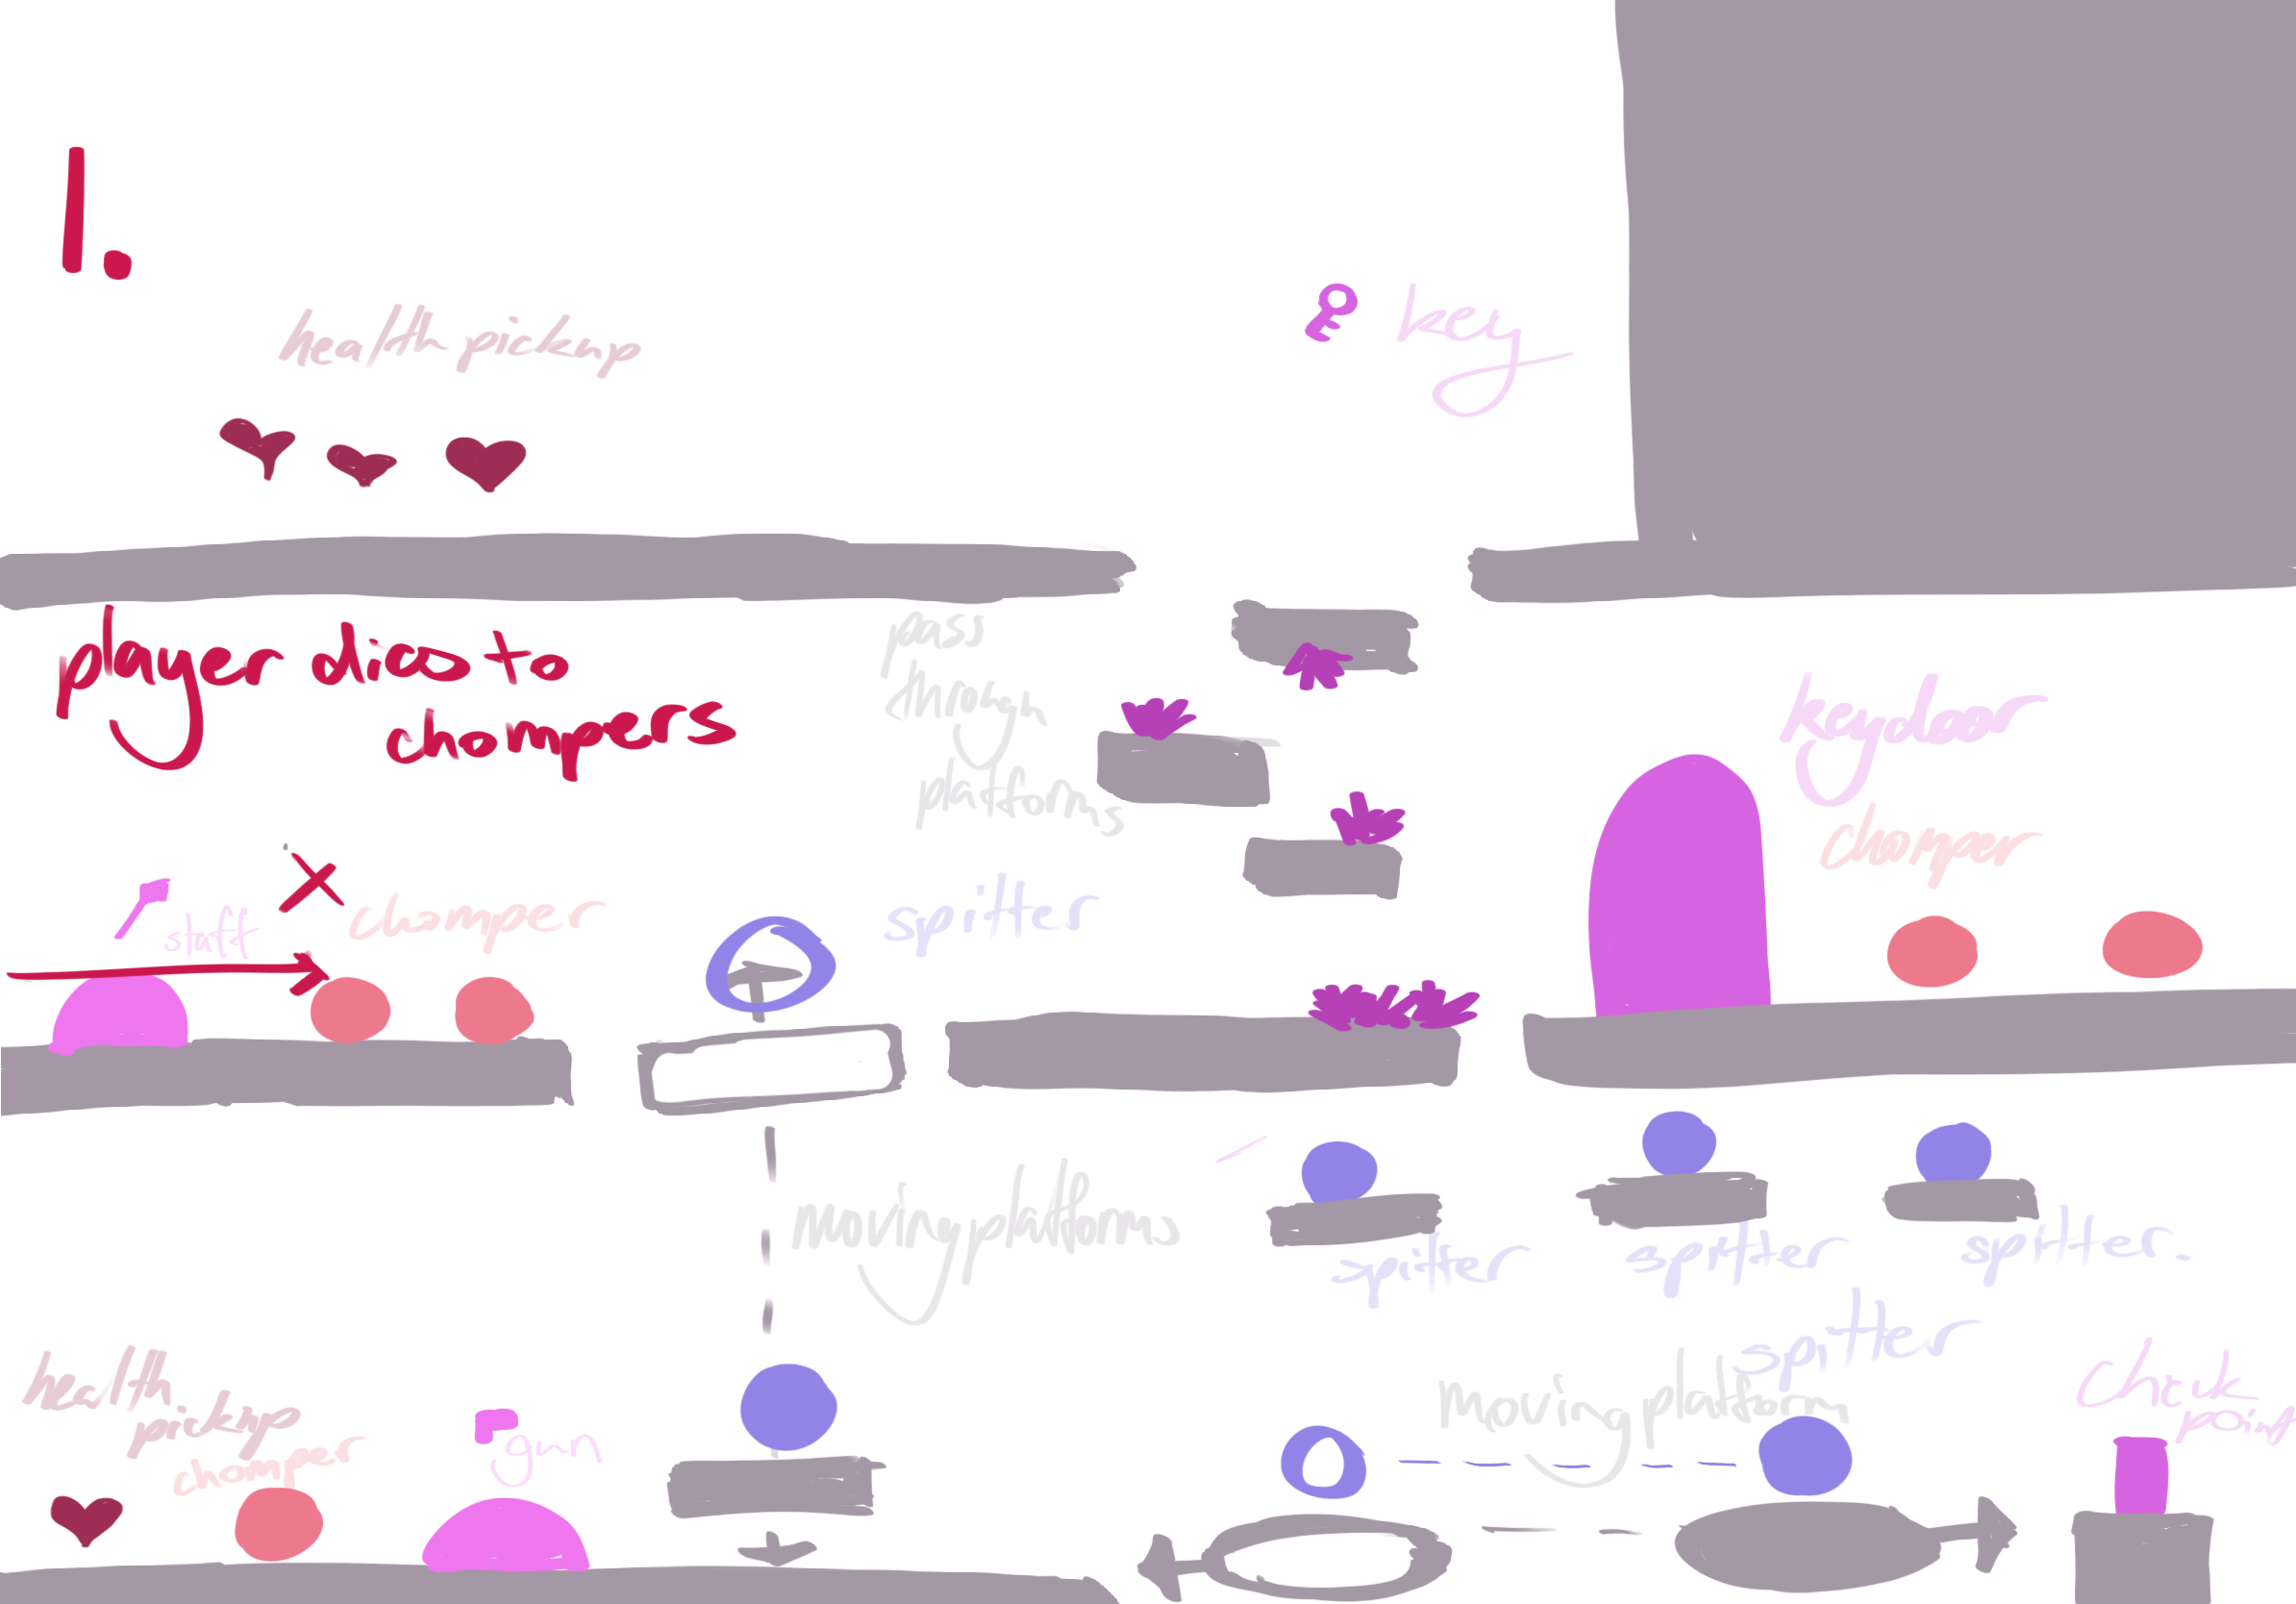 1.
health pickup
key
player dies to
chompers
pass
through
platforms
keydoor
chomper
staff
chomper
spitter
moving platforms
spitter
spitter
spitter.
health
pickup
chomper
gun
spitter
moving platform
check
point